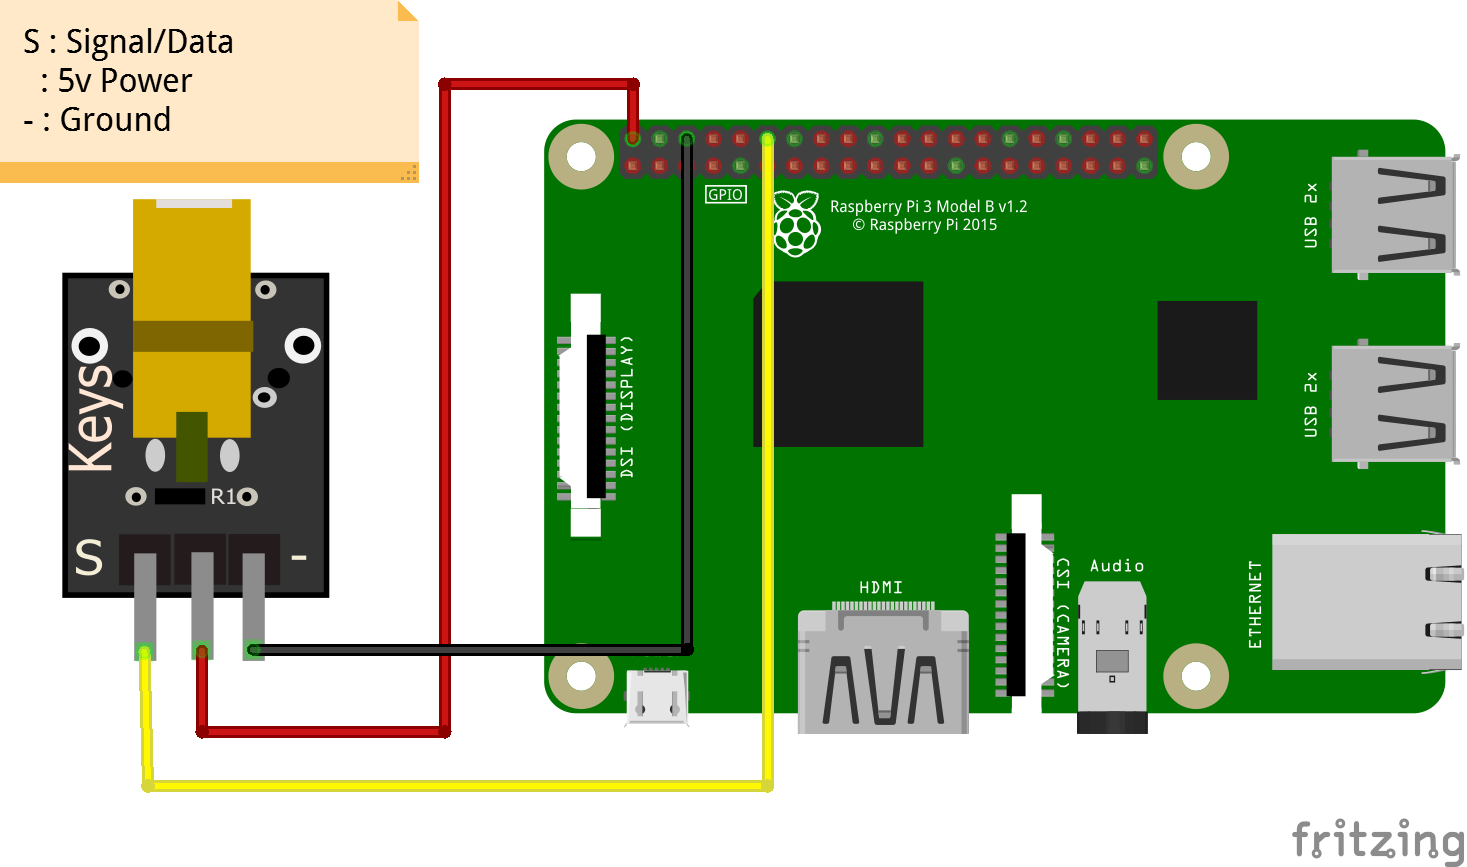 S : Signal/Data
: 5v Power
- : Ground
GPIO
Raspberry Pi 3 Model B v1.2
© Raspberry Pi 2015
USB 2x
DSI (DISPLAY)
Keys
USB 2x
R1
S -
HDMI
CSI (CAMERA)
Audio
ETHERNET
fritzing